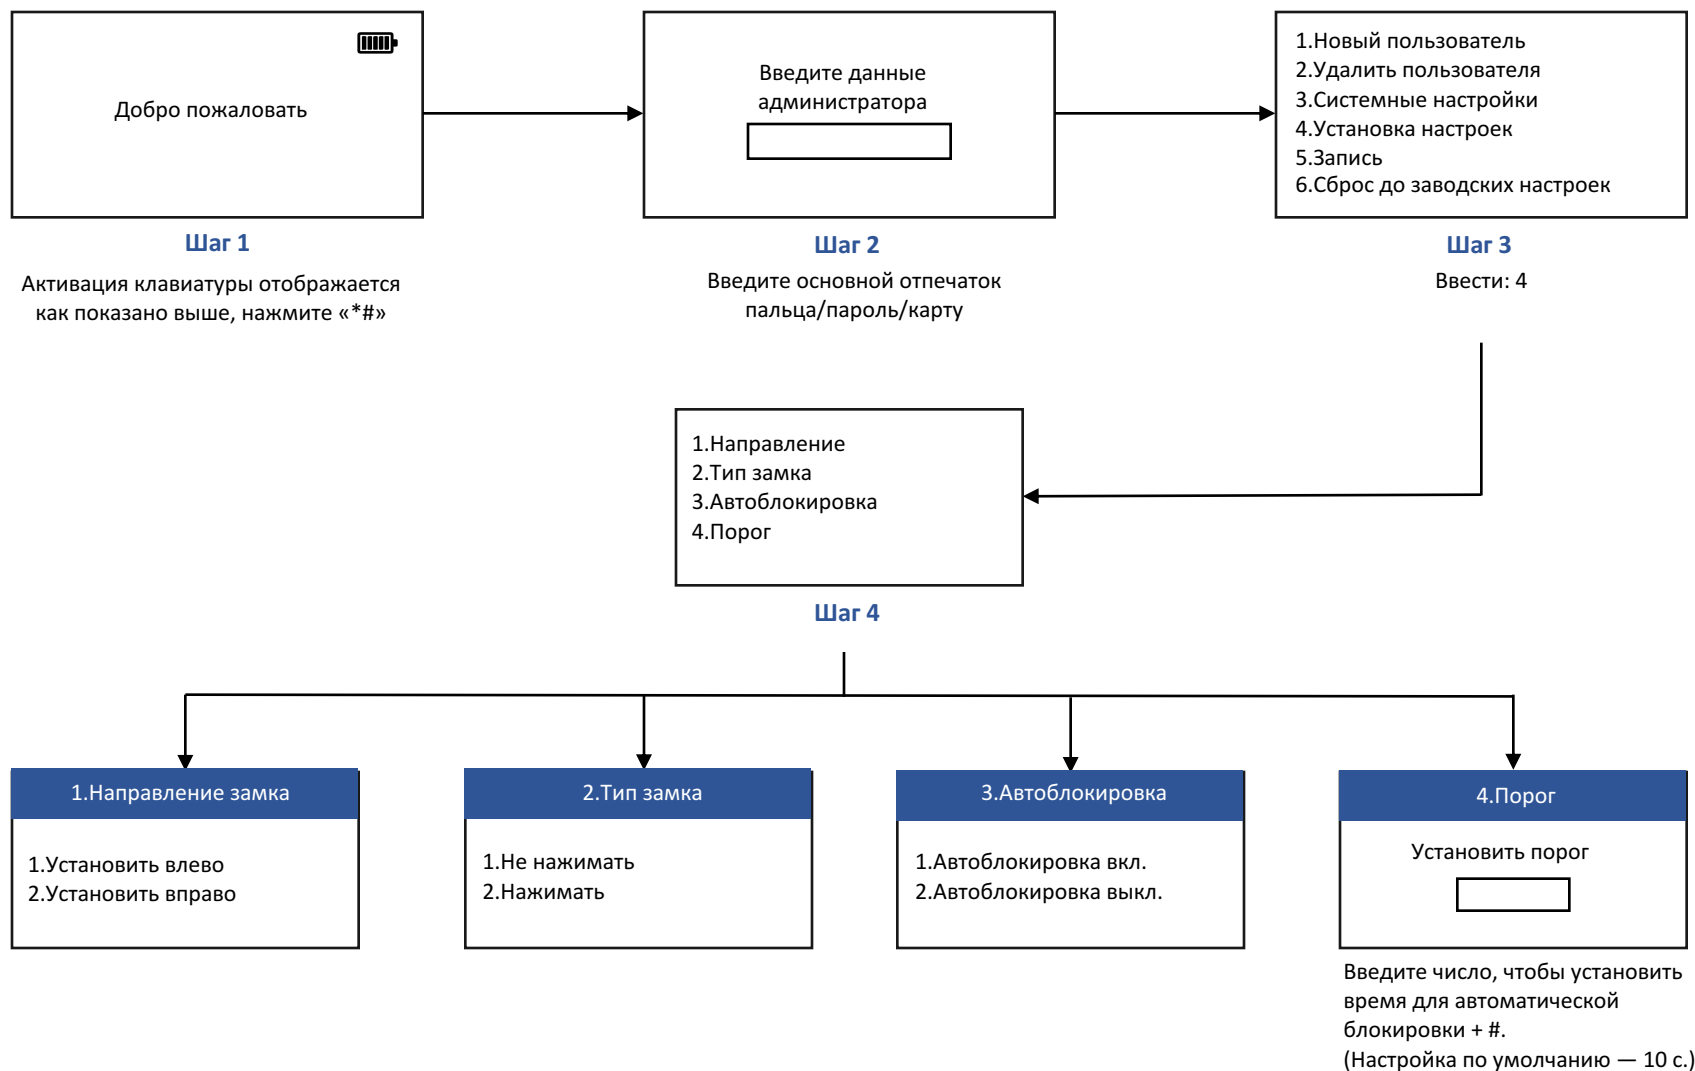 Добро пожаловать
Введите данные
администратора
1.Новый пользователь
2.Удалить пользователя
3.Системные настройки
4.Установка настроек
5.Запись
6.Сброс до заводских настроек
Шаг 1
Активация клавиатуры отображается
как показано выше, нажмите «*#»
Шаг 2
Введите основной отпечаток
пальца/пароль/карту
Шаг 3
Ввести: 4
1.Направление
2.Тип замка
3.Автоблокировка
4.Порог
Шаг 4
1.Направление замка
1.Установить влево
2.Установить вправо
2.Тип замка
1.Не нажимать
2.Нажимать
3.Автоблокировка
1.Автоблокировка вкл.
2.Автоблокировка выкл.
4.Порог
Установить порог
Введите число, чтобы установить
время для автоматической
блокировки + #.
(Настройка по умолчанию — 10 с.)